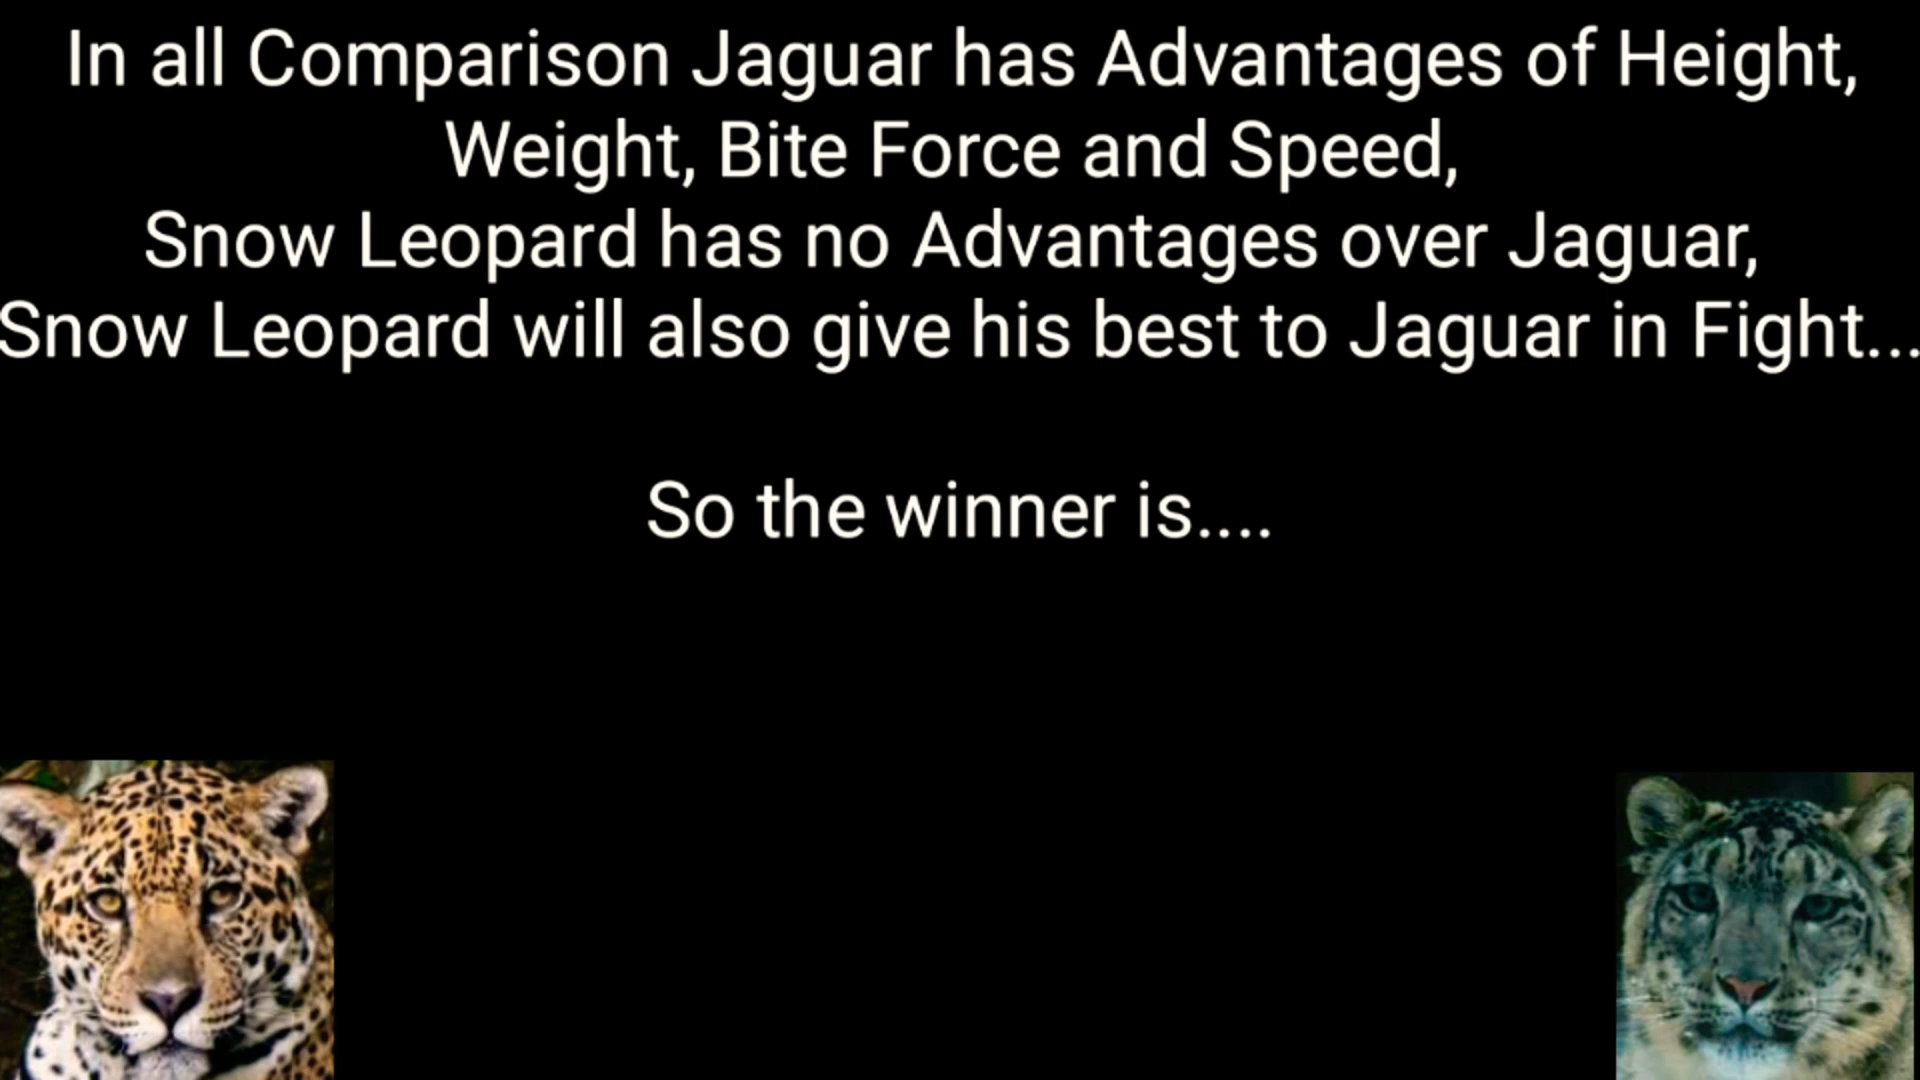 In all Comparison Jaguar has Advantages of Height,
Weight, Bite Force and Speed,
Snow Leopard has no Advantages over Jaguar,
Snow Leopard will also give his best to Jaguar in Fight...
So the winner is....